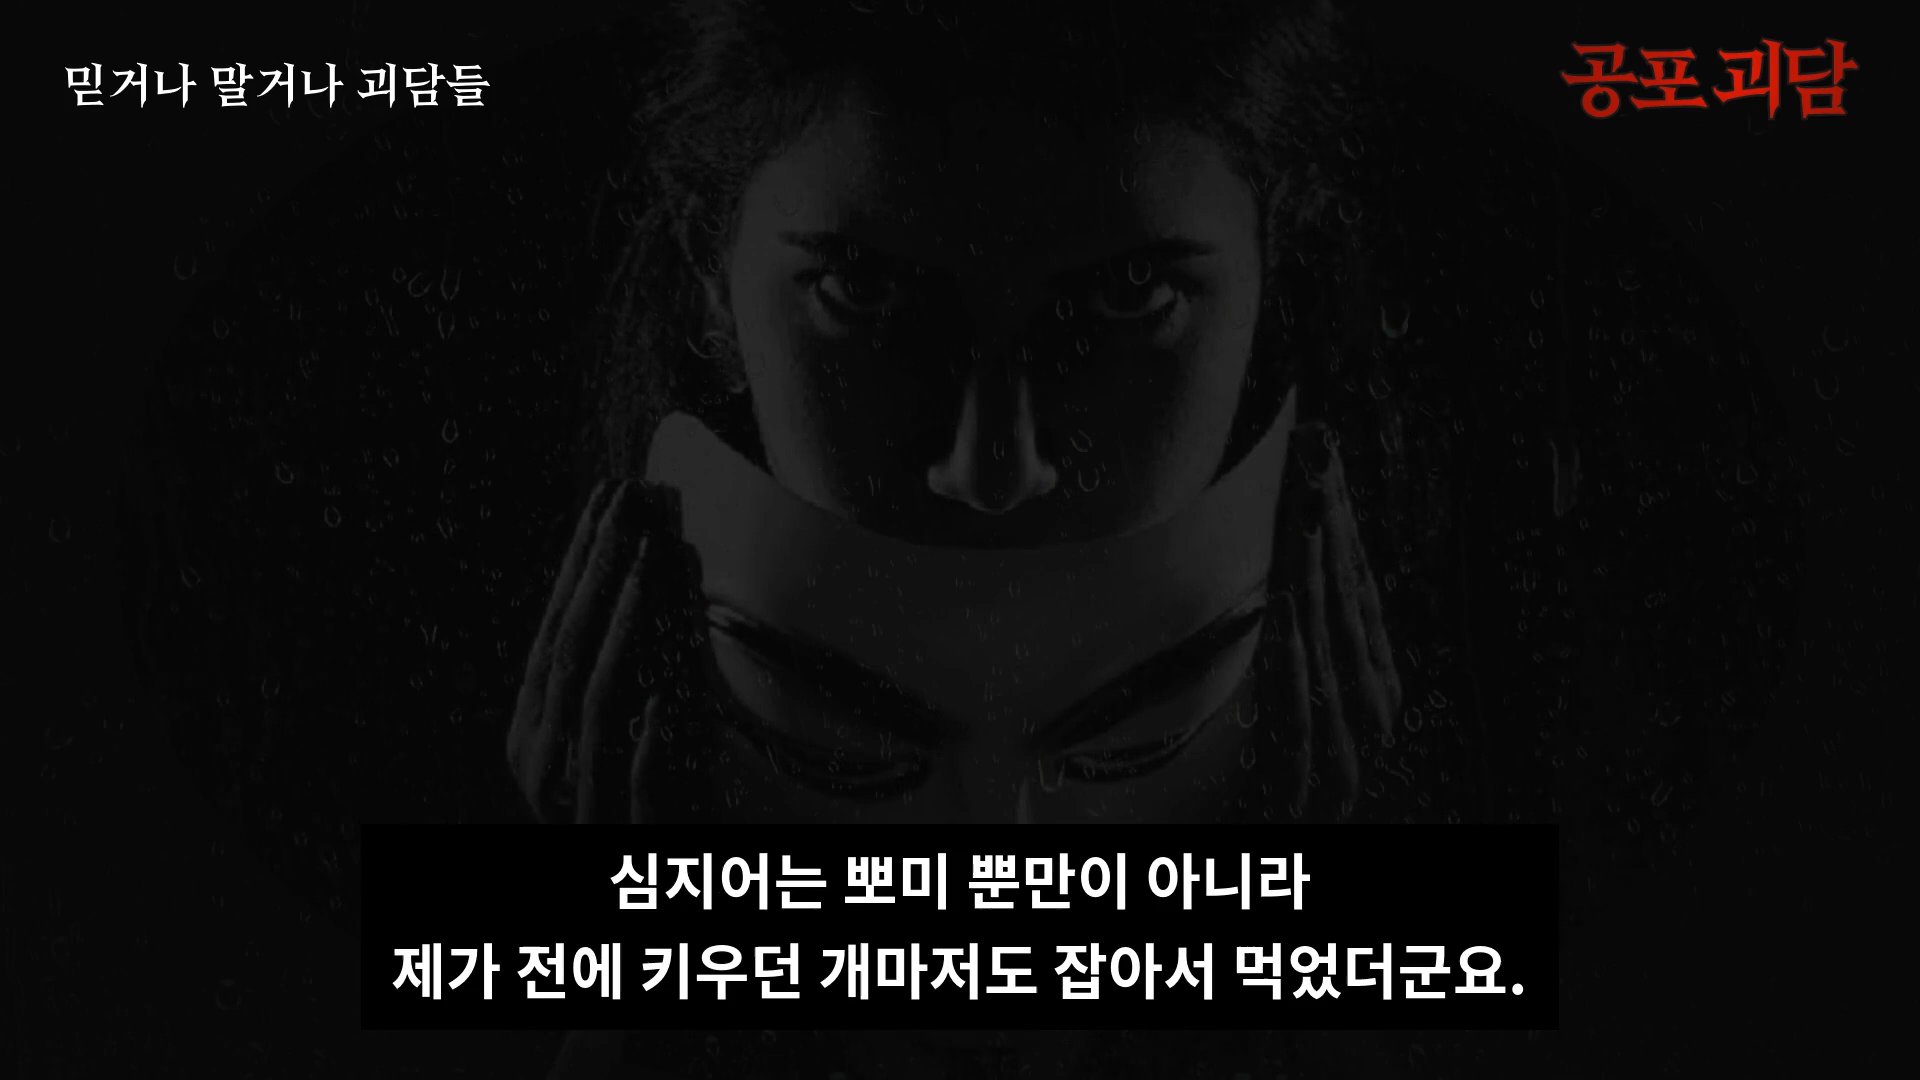 믿거나 말거나 괴담들
공포 괴담
심지어는 뽀미 뿐만이 아니라
제가 전에 키우던 개마저도 잡아서 먹었더군요.